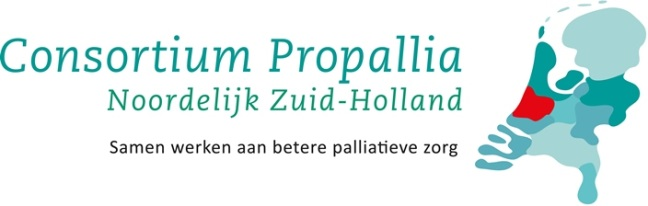 Consortium Propallia
Noordelijk Zuid-Holland
Samen werken aan betere palliatieve zorg